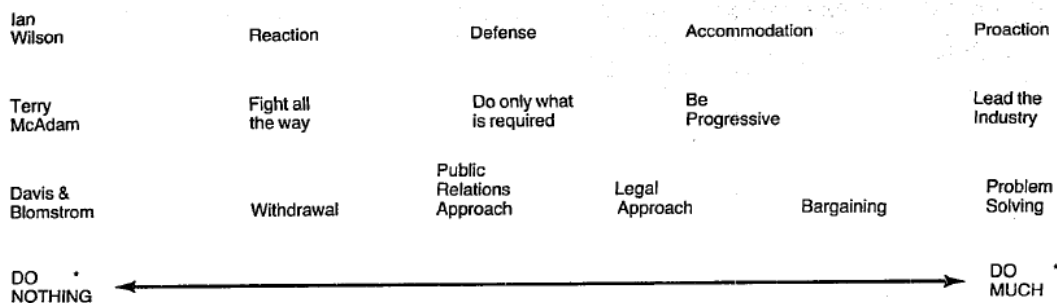 Ian
Wilson
Reaction
Defense
Accommodation
Proaction
Terry
McAdam
Fight all
the way
Do only what
is required
Be
Progressive
Lead the
Industry
Davis &
Blomstrom
Withdrawal
Public
Relations
Approach
Legal
Approach
Bargaining
Problem
Solving
DO
NOTHING
DO
MUCH